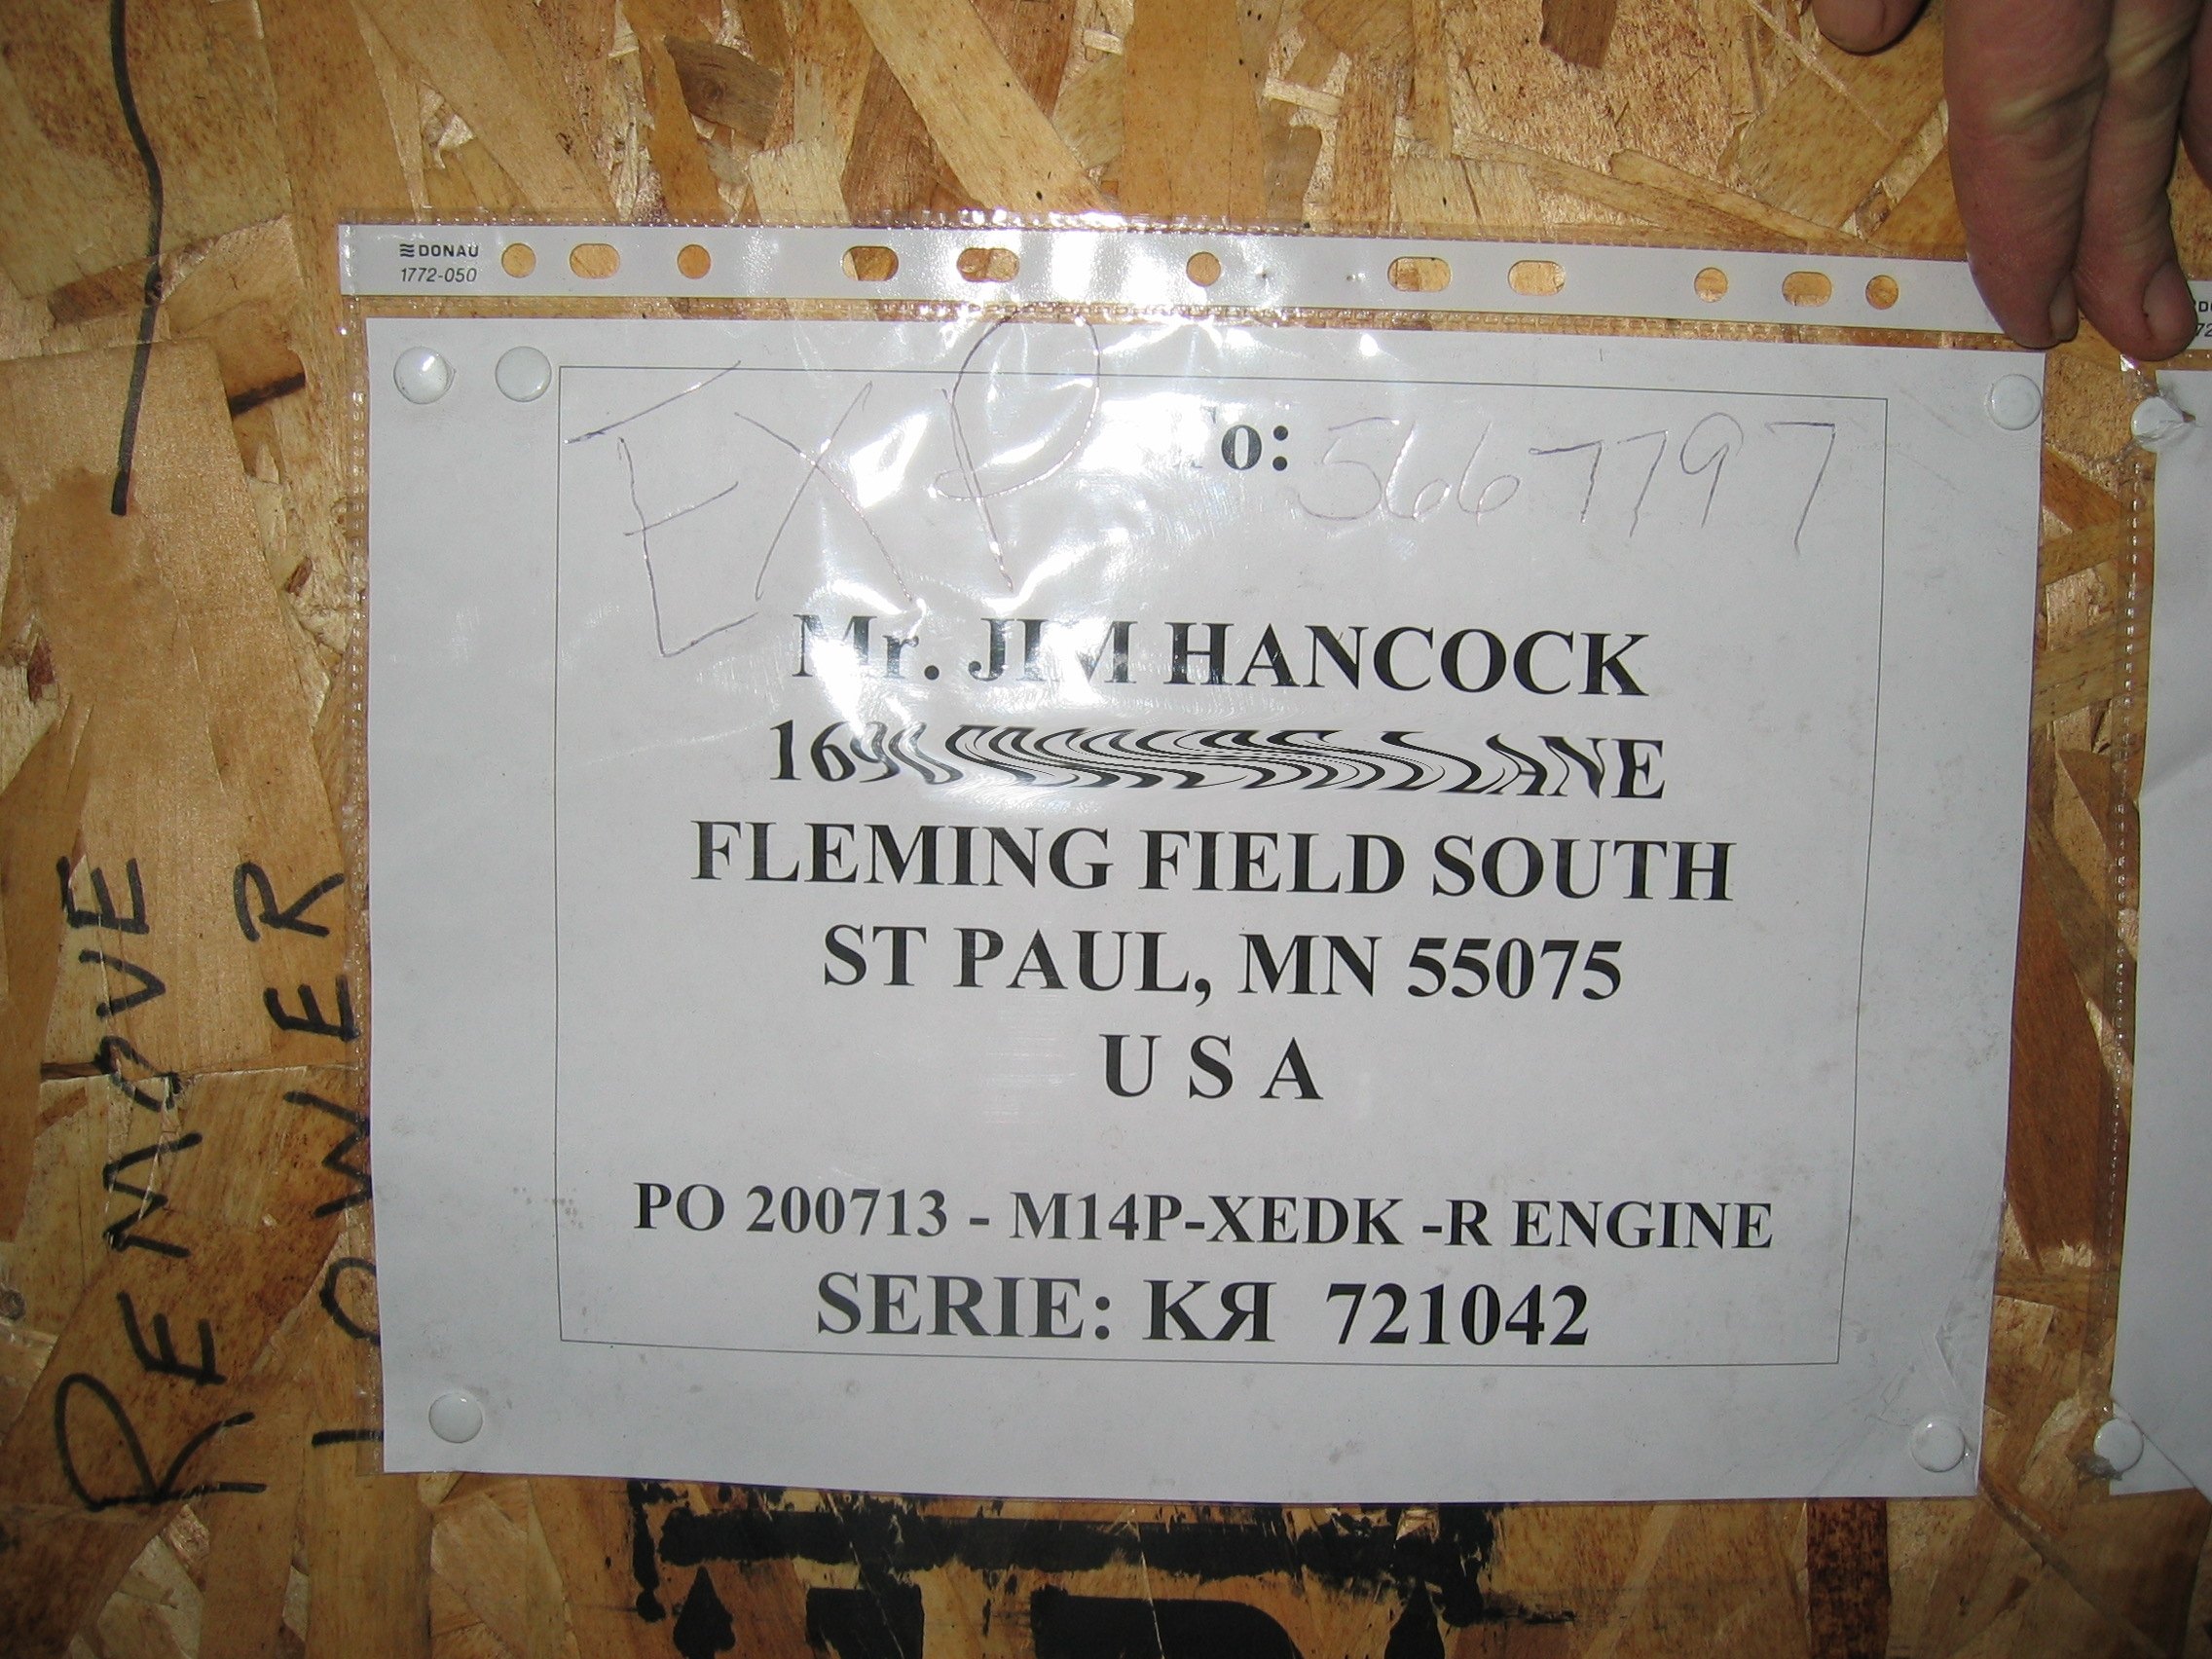 DONAU
1772-050
EXP
To: 5667797
Mr. JIM HANCOCK
LANE
FLEMING FIELD SOUTH
ST PAUL, MN 55075
U S A
PO 200713 - M14P-XEDK -R ENGINE
SERIE: KЯ 721042
REMOVE
LOWER